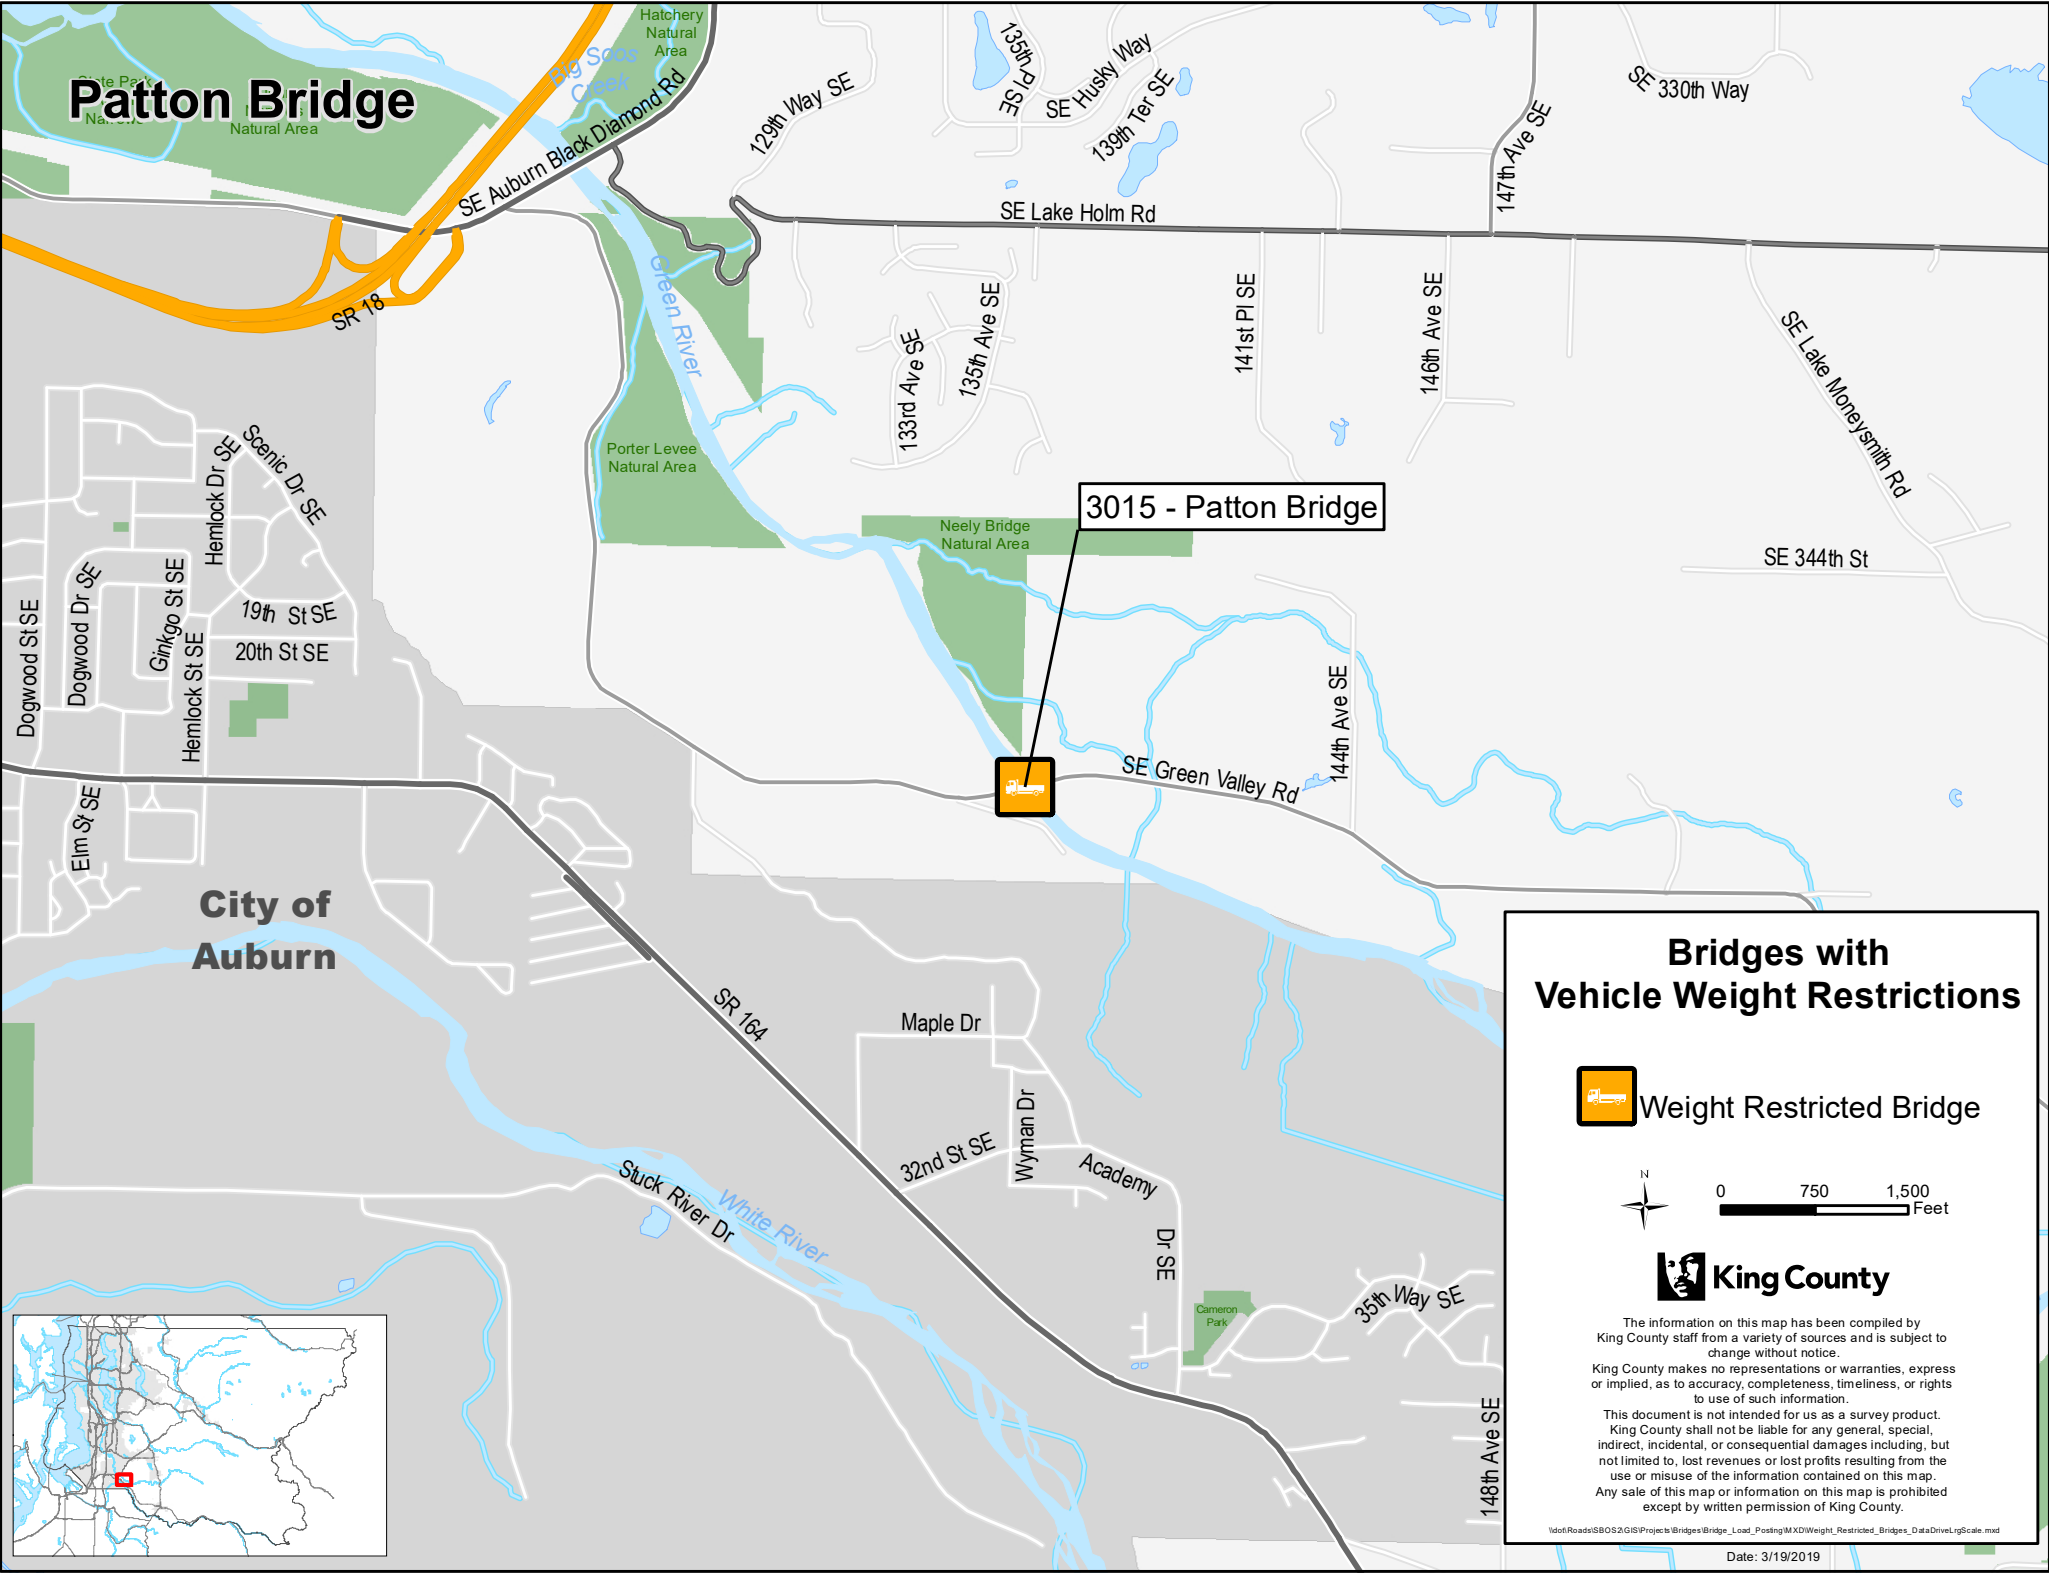 Patton Bridge
State Park
Natural Area
Hatchery
Natural
Area
Big Soos
Creek
SE Auburn Black Diamond Rd
129th Way SE
135th Pl SE
SE Husky Way
139th Ter SE
SE 330th Way
147th Ave SE
SE Lake Holm Rd
SR 18
Green River
133rd Ave SE
135th Ave SE
141st Pl SE
146th Ave SE
SE Lake Moneysmith Rd
Porter Levee
Natural Area
Scenic Dr SE
Hemlock Dr SE
3015 - Patton Bridge
Neely Bridge
Natural Area
SE 344th St
Dogwood St SE
Dogwood Dr SE
Ginkgo St SE
Hemlock St SE
19th St SE
20th St SE
144th Ave SE
SE Green Valley Rd
Elm St SE
City of
Auburn
SR 164
Maple Dr
Wyman Dr
32nd St SE
Academy
Dr SE
Stuck River Dr
White River
Cameron
Park
35th Way SE
148th Ave SE
Bridges with
Vehicle Weight Restrictions
Weight Restricted Bridge
N
0 750 1,500
Feet
King County
The information on this map has been compiled by
King County staff from a variety of sources and is subject to
change without notice.
King County makes no representations or warranties, express
or implied, as to accuracy, completeness, timeliness, or rights
to use of such information.
This document is not intended for us as a survey product.
King County shall not be liable for any general, special,
indirect, incidental, or consequential damages including, but
not limited to, lost revenues or lost profits resulting from the
use or misuse of the information contained on this map.
Any sale of this map or information on this map is prohibited
except by written permission of King County.
\\dot\Roads\SBOS2\GIS\Projects\Bridges\Bridge_Load_Posting\MXD\Weight_Restricted_Bridges_DataDriveLrgScale.mxd
Date: 3/19/2019